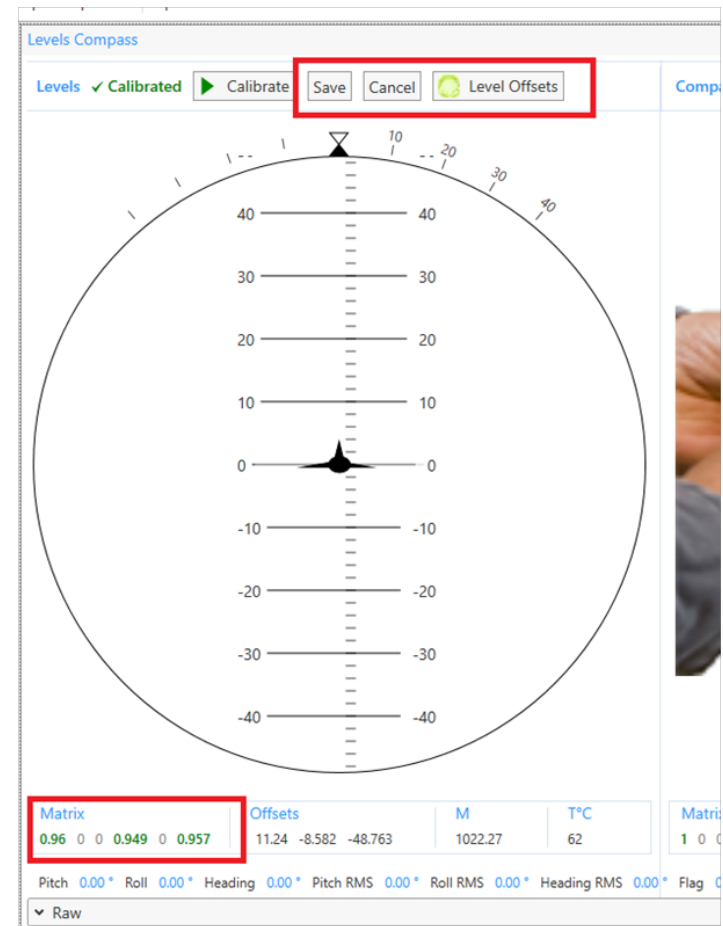 Levels Compass
Levels ✓ Calibrated Calibrate Save Cancel Level Offsets
10
-- -- 20
30
40
40 40
30 30
20 20
10 10
0 0
-10 -10
-20 -20
-30 -30
-40 -40
Matrix Offsets M T°C Matri
0.96 0 0 0.949 0 0.957 11.24 -8.582 -48.763 1022.27 62 1 0
Pitch 0.00 ° Roll 0.00 ° Heading 0.00 ° Pitch RMS 0.00 ° Roll RMS 0.00 ° Heading RMS 0.00 ° Flag
Raw